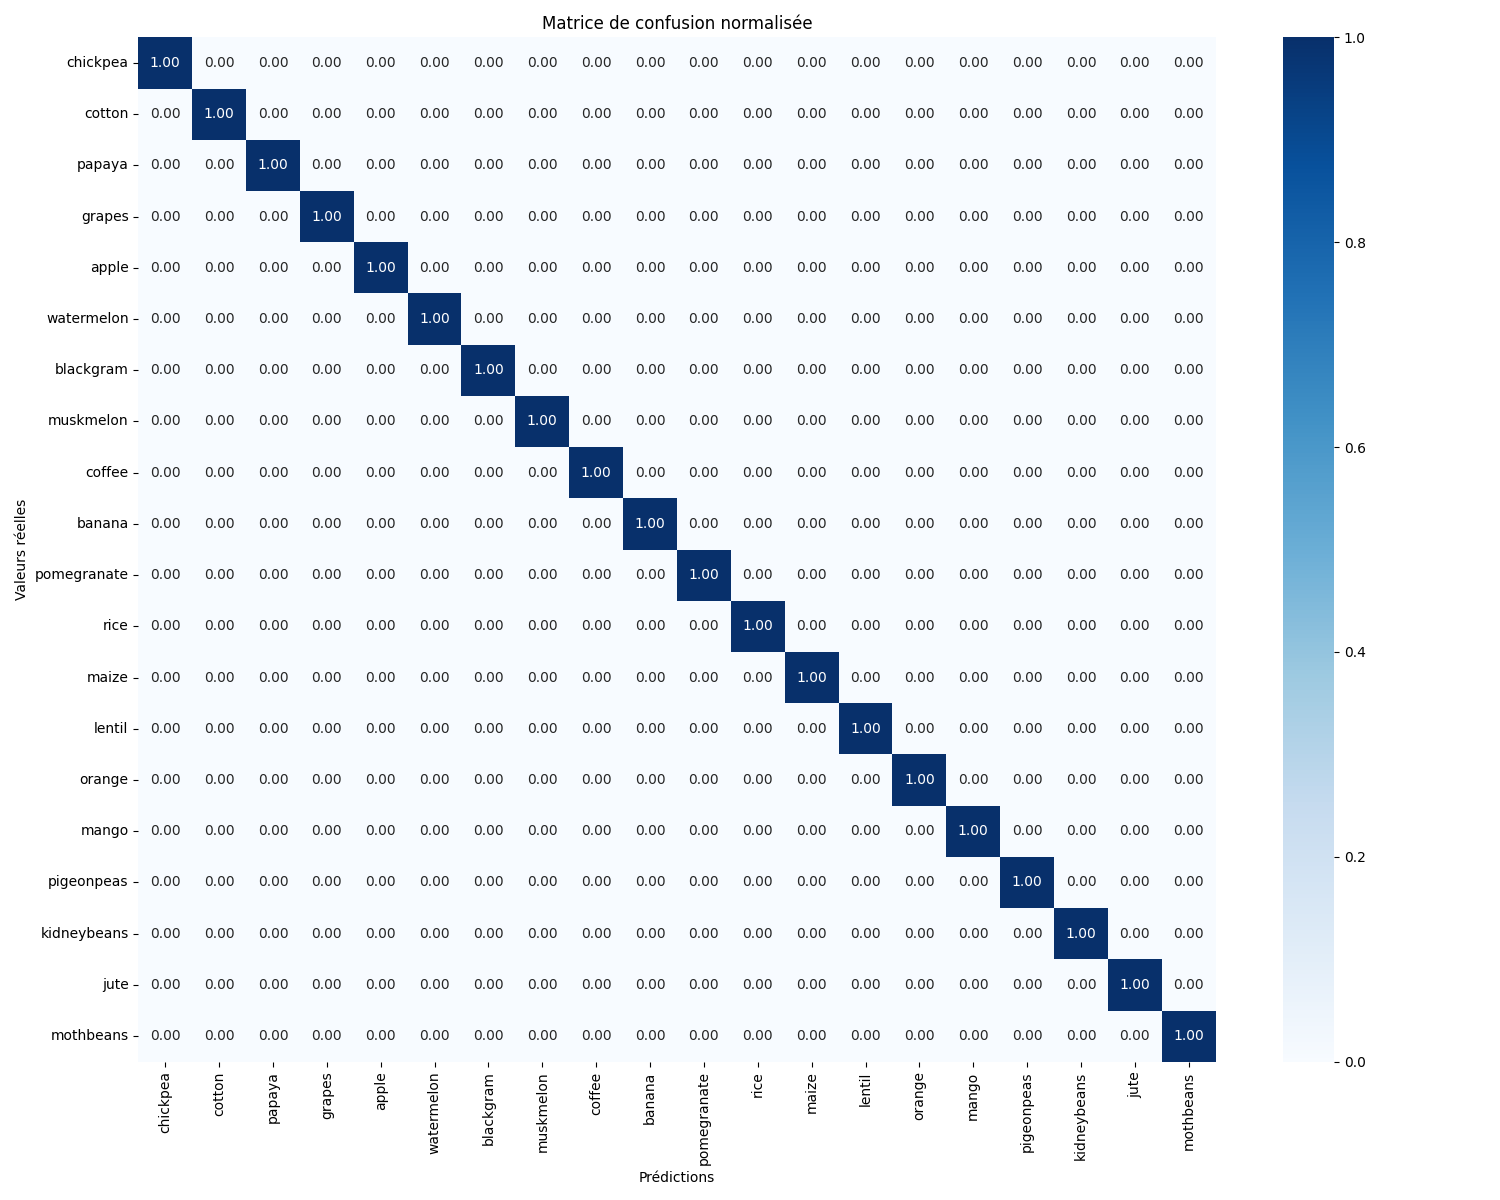 Matrice de confusion normalisée
chickpea 1.00 0.00 0.00 0.00 0.00 0.00 0.00 0.00 0.00 0.00 0.00 0.00 0.00 0.00 0.00 0.00 0.00 0.00 0.00 0.00 1.0
cotton 0.00 1.00 0.00 0.00 0.00 0.00 0.00 0.00 0.00 0.00 0.00 0.00 0.00 0.00 0.00 0.00 0.00 0.00 0.00 0.00
papaya 0.00 0.00 1.00 0.00 0.00 0.00 0.00 0.00 0.00 0.00 0.00 0.00 0.00 0.00 0.00 0.00 0.00 0.00 0.00 0.00
grapes 0.00 0.00 0.00 1.00 0.00 0.00 0.00 0.00 0.00 0.00 0.00 0.00 0.00 0.00 0.00 0.00 0.00 0.00 0.00 0.00
apple 0.00 0.00 0.00 0.00 1.00 0.00 0.00 0.00 0.00 0.00 0.00 0.00 0.00 0.00 0.00 0.00 0.00 0.00 0.00 0.00 0.8
watermelon 0.00 0.00 0.00 0.00 0.00 1.00 0.00 0.00 0.00 0.00 0.00 0.00 0.00 0.00 0.00 0.00 0.00 0.00 0.00 0.00
blackgram 0.00 0.00 0.00 0.00 0.00 0.00 1.00 0.00 0.00 0.00 0.00 0.00 0.00 0.00 0.00 0.00 0.00 0.00 0.00 0.00
muskmelon 0.00 0.00 0.00 0.00 0.00 0.00 0.00 1.00 0.00 0.00 0.00 0.00 0.00 0.00 0.00 0.00 0.00 0.00 0.00 0.00 0.6
coffee 0.00 0.00 0.00 0.00 0.00 0.00 0.00 0.00 1.00 0.00 0.00 0.00 0.00 0.00 0.00 0.00 0.00 0.00 0.00 0.00
banana 0.00 0.00 0.00 0.00 0.00 0.00 0.00 0.00 0.00 1.00 0.00 0.00 0.00 0.00 0.00 0.00 0.00 0.00 0.00 0.00
Valeurs réelles
pomegranate 0.00 0.00 0.00 0.00 0.00 0.00 0.00 0.00 0.00 0.00 1.00 0.00 0.00 0.00 0.00 0.00 0.00 0.00 0.00 0.00
rice 0.00 0.00 0.00 0.00 0.00 0.00 0.00 0.00 0.00 0.00 0.00 1.00 0.00 0.00 0.00 0.00 0.00 0.00 0.00 0.00 0.4
maize 0.00 0.00 0.00 0.00 0.00 0.00 0.00 0.00 0.00 0.00 0.00 0.00 1.00 0.00 0.00 0.00 0.00 0.00 0.00 0.00
lentil 0.00 0.00 0.00 0.00 0.00 0.00 0.00 0.00 0.00 0.00 0.00 0.00 0.00 1.00 0.00 0.00 0.00 0.00 0.00 0.00
orange 0.00 0.00 0.00 0.00 0.00 0.00 0.00 0.00 0.00 0.00 0.00 0.00 0.00 0.00 1.00 0.00 0.00 0.00 0.00 0.00
mango 0.00 0.00 0.00 0.00 0.00 0.00 0.00 0.00 0.00 0.00 0.00 0.00 0.00 0.00 0.00 1.00 0.00 0.00 0.00 0.00 0.2
pigeonpeas 0.00 0.00 0.00 0.00 0.00 0.00 0.00 0.00 0.00 0.00 0.00 0.00 0.00 0.00 0.00 0.00 1.00 0.00 0.00 0.00
kidneybeans 0.00 0.00 0.00 0.00 0.00 0.00 0.00 0.00 0.00 0.00 0.00 0.00 0.00 0.00 0.00 0.00 0.00 1.00 0.00 0.00
jute 0.00 0.00 0.00 0.00 0.00 0.00 0.00 0.00 0.00 0.00 0.00 0.00 0.00 0.00 0.00 0.00 0.00 0.00 1.00 0.00
mothbeans 0.00 0.00 0.00 0.00 0.00 0.00 0.00 0.00 0.00 0.00 0.00 0.00 0.00 0.00 0.00 0.00 0.00 0.00 0.00 1.00 0.0
chickpea cotton papaya grapes apple watermelon blackgram muskmelon coffee banana pomegranate rice maize lentil orange mango pigeonpeas kidneybeans jute mothbeans
Prédictions